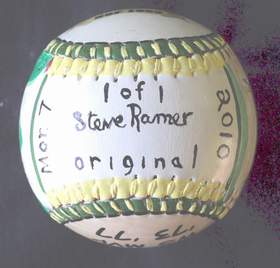 1 of 1
Steve Ramer
original
Mar 7
2010